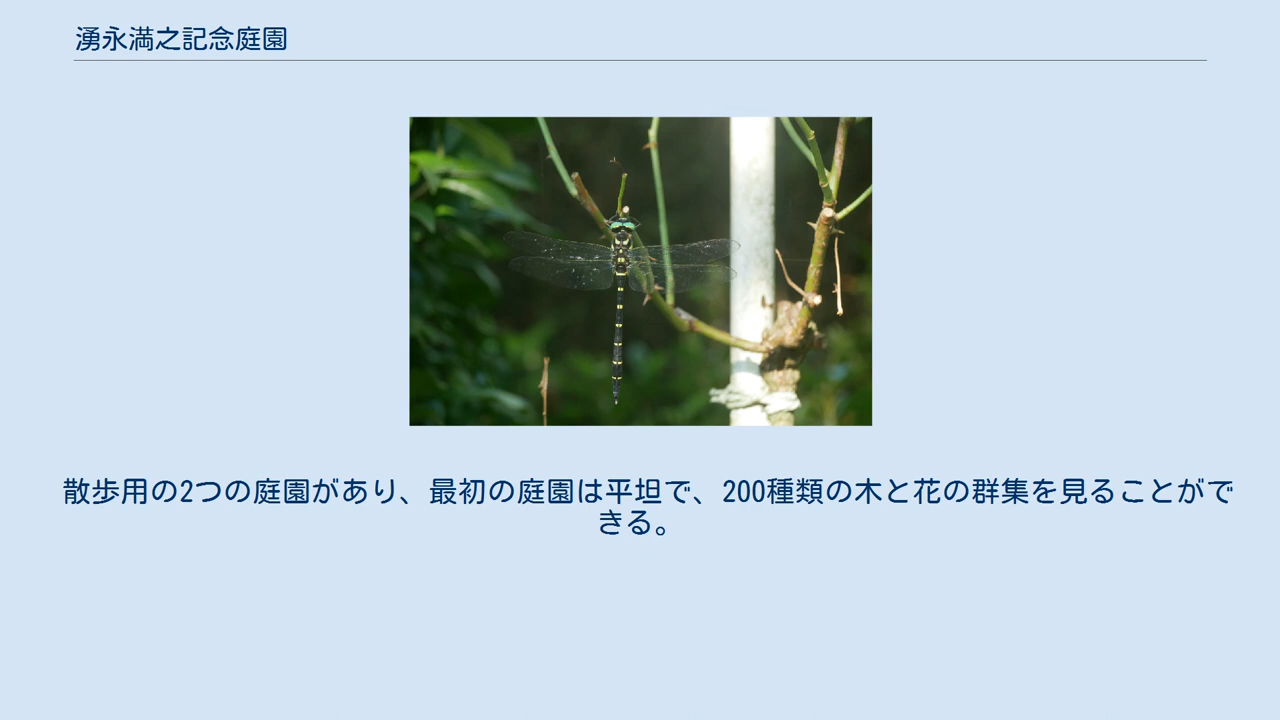 湧永満之記念庭園
散歩用の2つの庭園があり、最初の庭園は平坦で、200種類の木と花の群集を見ることがで
きる。